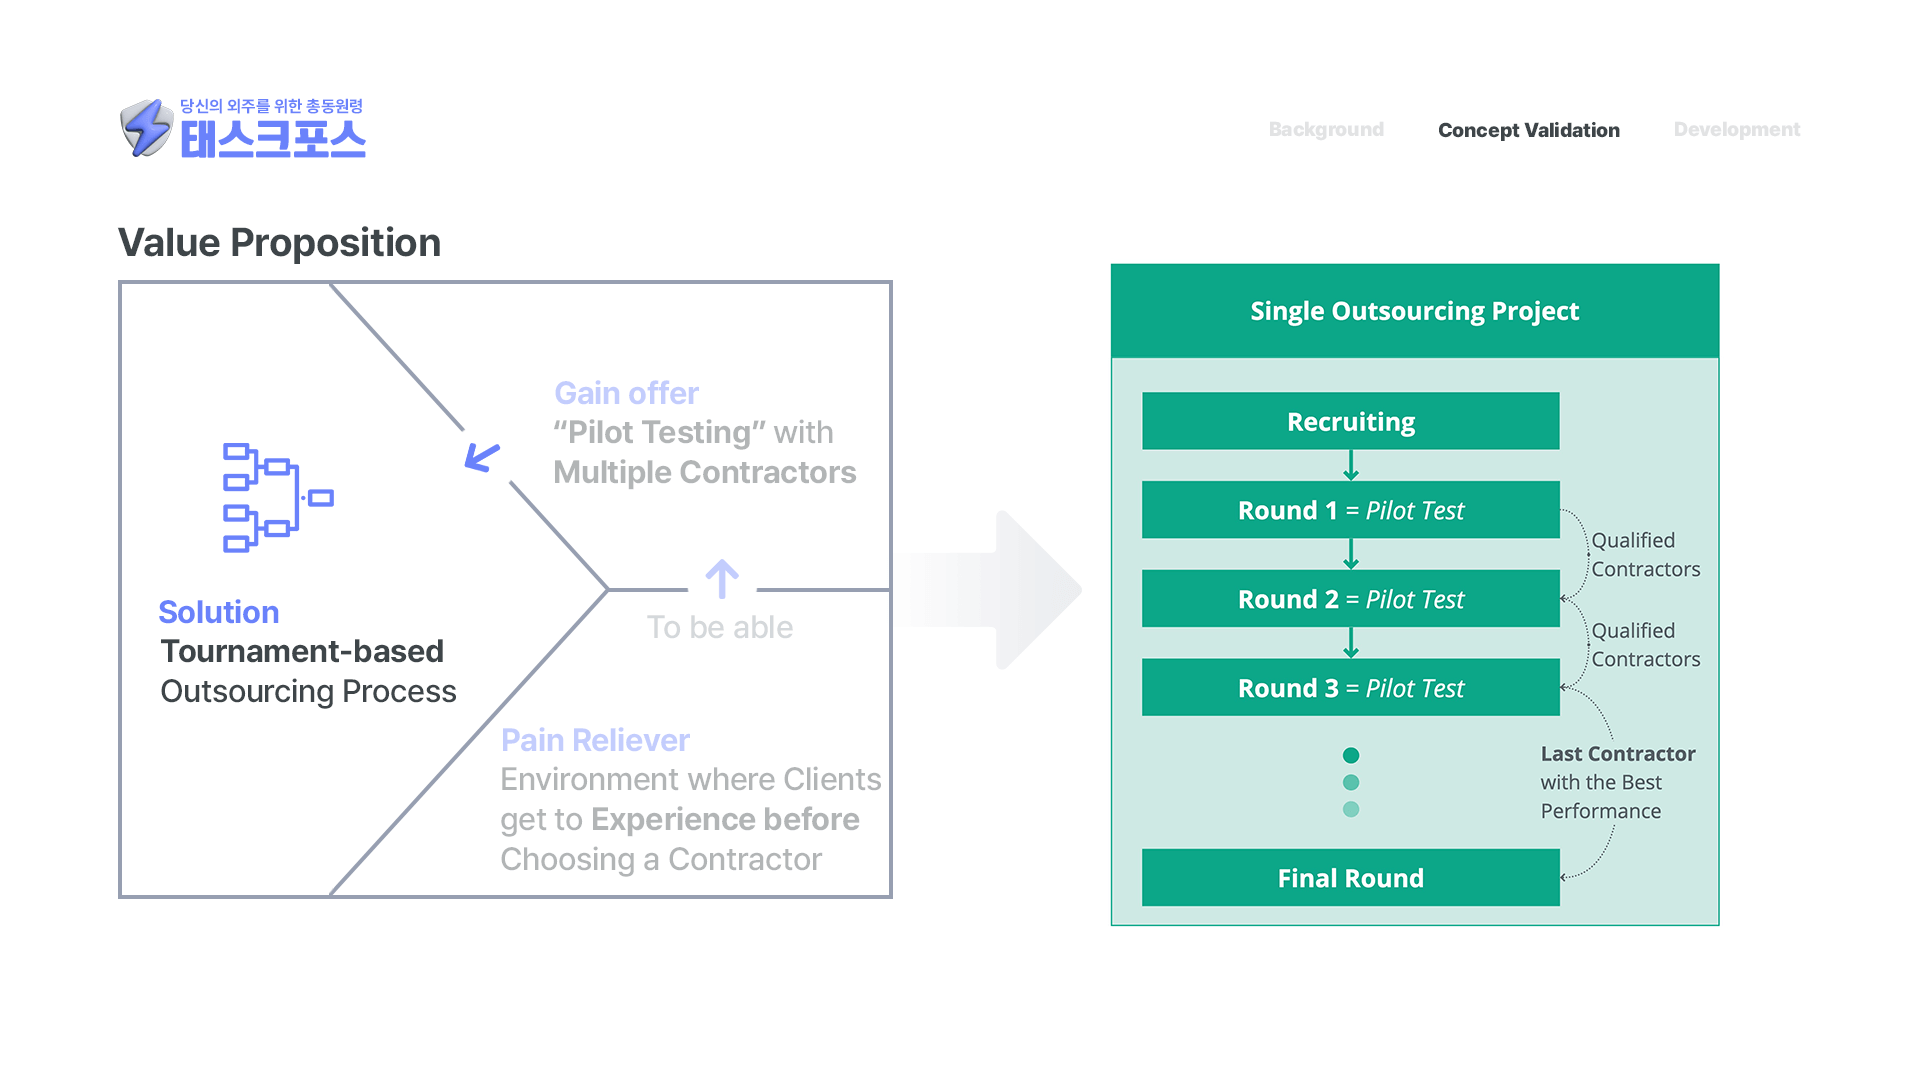 당신의 외주를 위한 총동원령
태스크포스
Background
Concept Validation
Development
Value Proposition
Gain offer
“Pilot Testing” with
Multiple Contractors
Solution
Tournament-based
Outsourcing Process
To be able
Pain Reliever
Environment where Clients
get to Experience before
Choosing a Contractor
Single Outsourcing Project
Recruiting
Round 1 = Pilot Test
Qualified
Contractors
Round 2 = Pilot Test
Qualified
Contractors
Round 3 = Pilot Test
Last Contractor
with the Best
Performance
Final Round